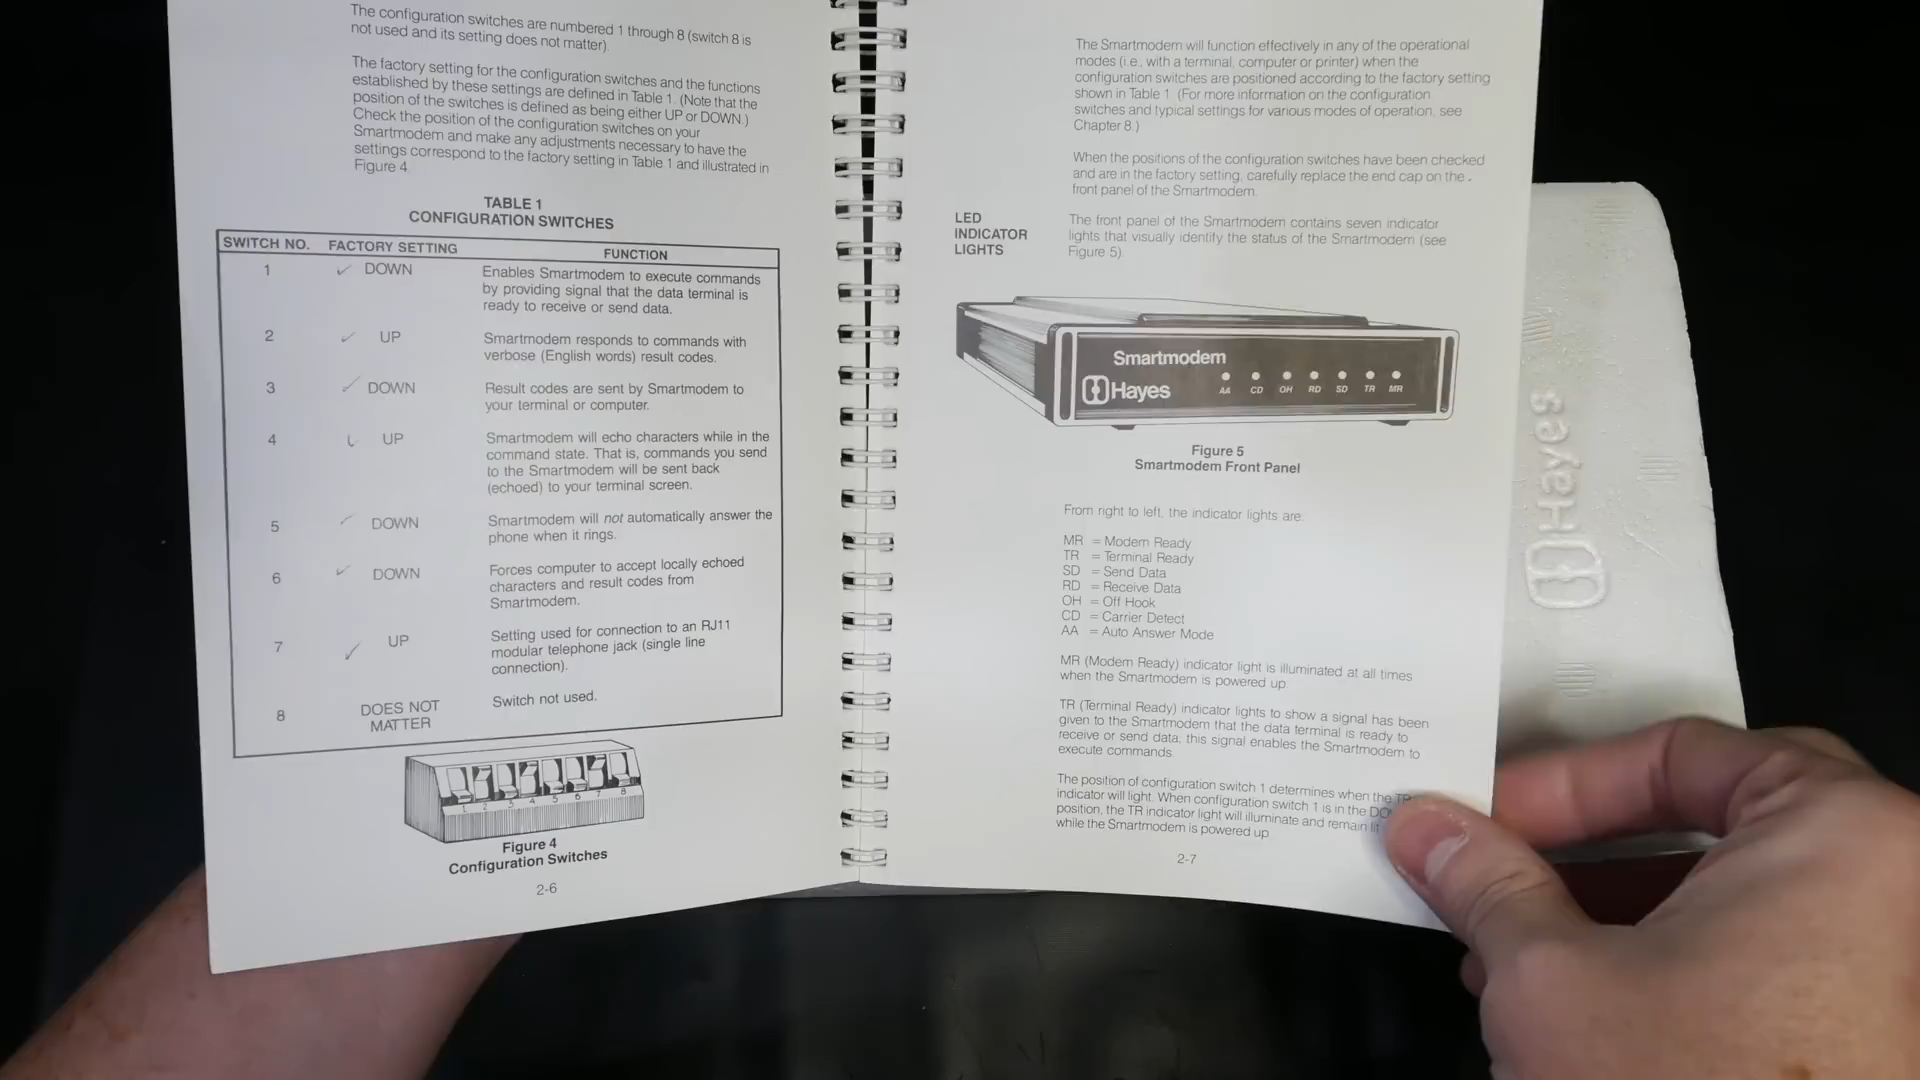 The configuration switches are numbered 1 through 8 (switch 8 is
not used and its setting does not matter).
The factory setting for the configuration switches and the functions
established by these settings are defined in Table 1. (Note that the
position of the switches is defined as being either UP or DOWN.)
Check the position of the configuration switches on your
Smartmodem and make any adjustments necessary to have the
settings correspond to the factory setting in Table 1 and illustrated in
Figure 4.
TABLE 1
CONFIGURATION SWITCHES
SWITCH NO. FACTORY SETTING FUNCTION
1 DOWN Enables Smartmodem to execute commands
by providing signal that the data terminal is
ready to receive or send data.
2 UP Smartmodem responds to commands with
verbose (English words) result codes.
3 DOWN Result codes are sent by Smartmodem to
your terminal or computer.
4 UP Smartmodem will echo characters while in the
command state. That is, commands you send
to the Smartmodem will be sent back
(echoed) to your terminal screen.
5 DOWN Smartmodem will not automatically answer the
phone when it rings.
6 DOWN Forces computer to accept locally echoed
characters and result codes from
Smartmodem.
7 UP Setting used for connection to an RJ11
modular telephone jack (single line
connection).
8 DOES NOT
MATTER Switch not used.
1 2 3 4 5 6 7 8
Figure 4
Configuration Switches
2-6
The Smartmodem will function effectively in any of the operational
modes (i.e., with a terminal, computer or printer) when the
configuration switches are positioned according to the factory setting
shown in Table 1. (For more information on the configuration
switches and typical settings for various modes of operation, see
Chapter 8.)
When the positions of the configuration switches have been checked
and are in the factory setting, carefully replace the end cap on the
front panel of the Smartmodem.
LED
INDICATOR
LIGHTS
The front panel of the Smartmodem contains seven indicator
lights that visually identify the status of the Smartmodem (see
Figure 5).
Smartmodem
Hayes
AA CD OH RD SD TR MR
Figure 5
Smartmodem Front Panel
From right to left, the indicator lights are:
MR = Modem Ready
TR = Terminal Ready
SD = Send Data
RD = Receive Data
OH = Off Hook
CD = Carrier Detect
AA = Auto Answer Mode
MR (Modem Ready) indicator light is illuminated at all times
when the Smartmodem is powered up.
TR (Terminal Ready) indicator lights to show a signal has been
given to the Smartmodem that the data terminal is ready to
receive or send data; this signal enables the Smartmodem to
execute commands.
The position of configuration switch 1 determines when the TR
indicator will light. When configuration switch 1 is in the
position, the TR indicator light will illuminate and remain lit
while the Smartmodem is powered up.
2-7
Hayes